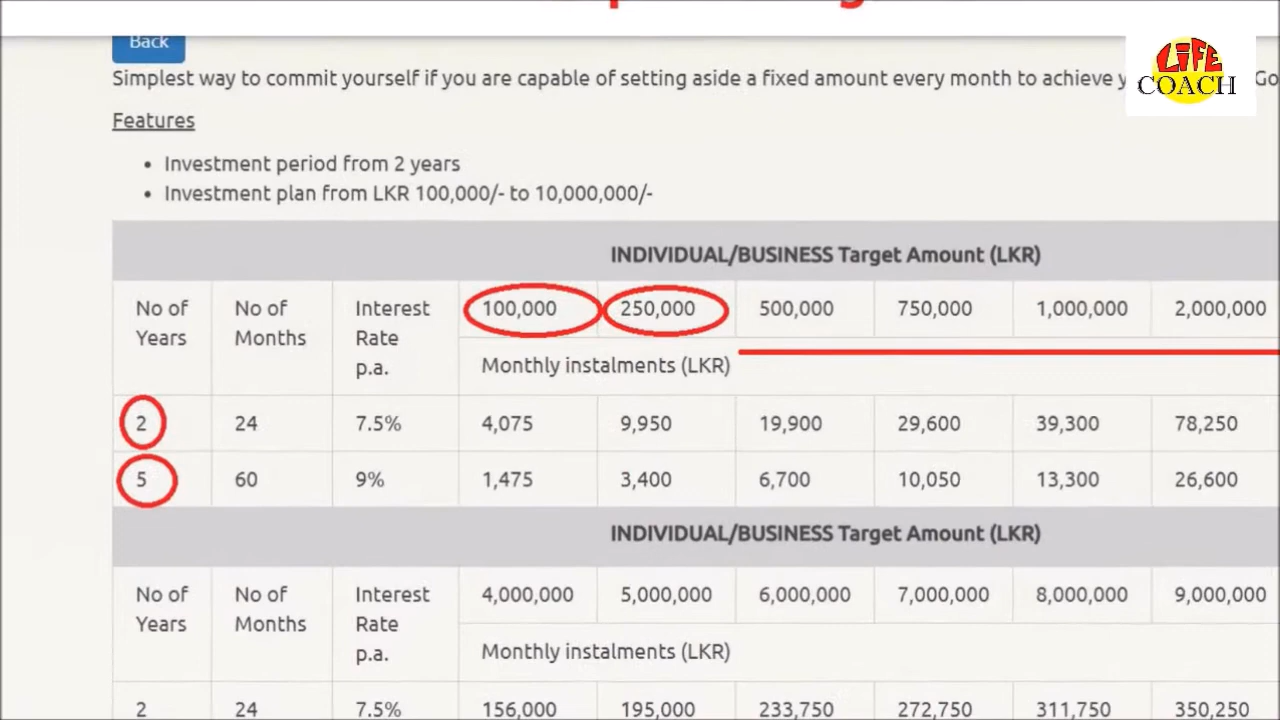 Back
Simplest way to commit yourself if you are capable of setting aside a fixed amount every month to achieve
LIFE
COACH
Features
• Investment period from 2 years
• Investment plan from LKR 100,000/- to 10,000,000/-
INDIVIDUAL/BUSINESS Target Amount (LKR)
No of Years No of Months Interest Rate p.a. 100,000 250,000 500,000 750,000 1,000,000 2,000,000
Monthly instalments (LKR)
2 24 7.5% 4,075 9,950 19,900 29,600 39,300 78,250
5 60 9% 1,475 3,400 6,700 10,050 13,300 26,600
INDIVIDUAL/BUSINESS Target Amount (LKR)
No of Years No of Months Interest Rate p.a. 4,000,000 5,000,000 6,000,000 7,000,000 8,000,000 9,000,000
Monthly instalments (LKR)
2 24 7.5% 156,000 195,000 233,750 272,750 311,750 350,250